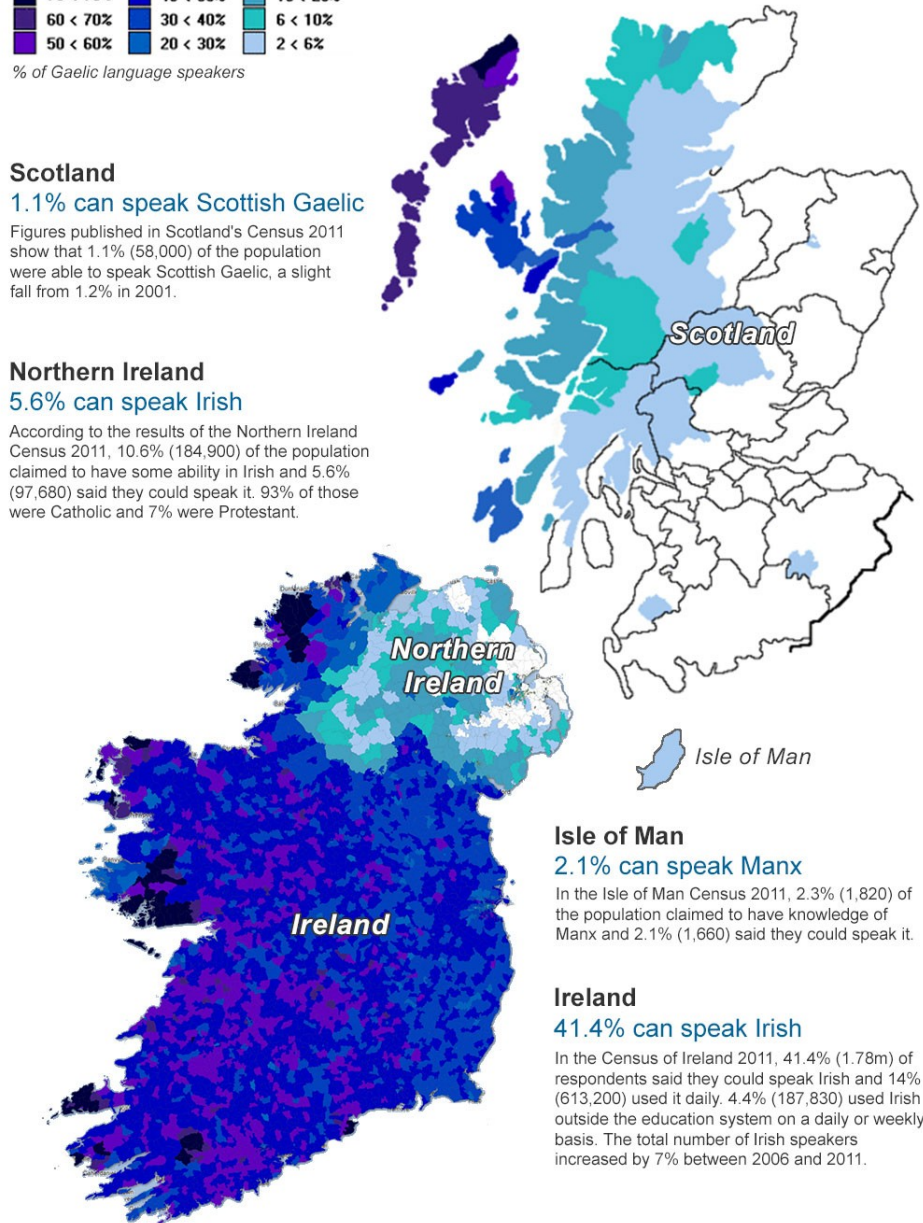 60 < 70%
30 < 40%
6 < 10%
50 < 60%
20 < 30%
2 < 6%
% of Gaelic language speakers
Scotland
1.1% can speak Scottish Gaelic
Figures published in Scotland's Census 2011
show that 1.1% (58,000) of the population
were able to speak Scottish Gaelic, a slight
fall from 1.2% in 2001.
Scotland
Northern Ireland
5.6% can speak Irish
According to the results of the Northern Ireland
Census 2011, 10.6% (184,900) of the population
claimed to have some ability in Irish and 5.6%
(97,680) said they could speak it. 93% of those
were Catholic and 7% were Protestant.
Northern
Ireland
Isle of Man
Isle of Man
2.1% can speak Manx
In the Isle of Man Census 2011, 2.3% (1,820) of
the population claimed to have knowledge of
Manx and 2.1% (1,660) said they could speak it.
Ireland
Ireland
41.4% can speak Irish
In the Census of Ireland 2011, 41.4% (1.78m) of
respondents said they could speak Irish and 14%
(613,200) used it daily. 4.4% (187,830) used Irish
outside the education system on a daily or weekly
basis. The total number of Irish speakers
increased by 7% between 2006 and 2011.